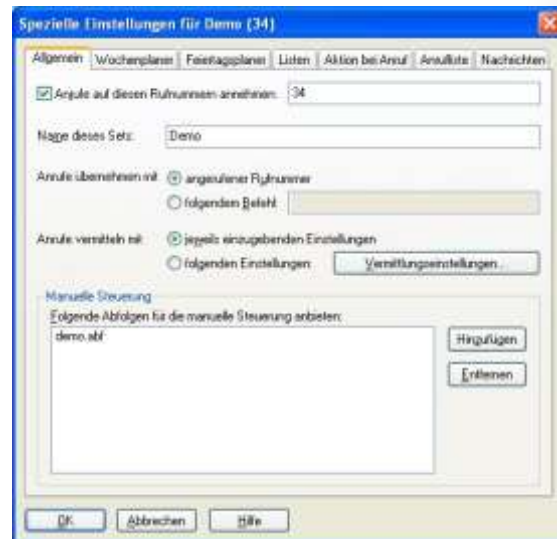 Spezielle Einstellungen für Demo (34)
Allgemein Wochenplaner Feiertagsplaner Listen Aktion bei Anruf Anrufliste Nachrichten
Anrufe auf diesen Rufnummern annehmen: 34
Name dieses Sets: Demo
Anrufe übernehmen mit angerufener Rufnummer
folgendem Befehl
Anrufe vermitteln mit jeweils einzugebenden Einstellungen
folgenden Einstellungen: Vermittlungseinstellungen...
Manuelle Steuerung
Folgende Abfolgen für die manuelle Steuerung anbieten:
demo.abf
Hinzufügen
Entfernen
OK Abbrechen Hilfe